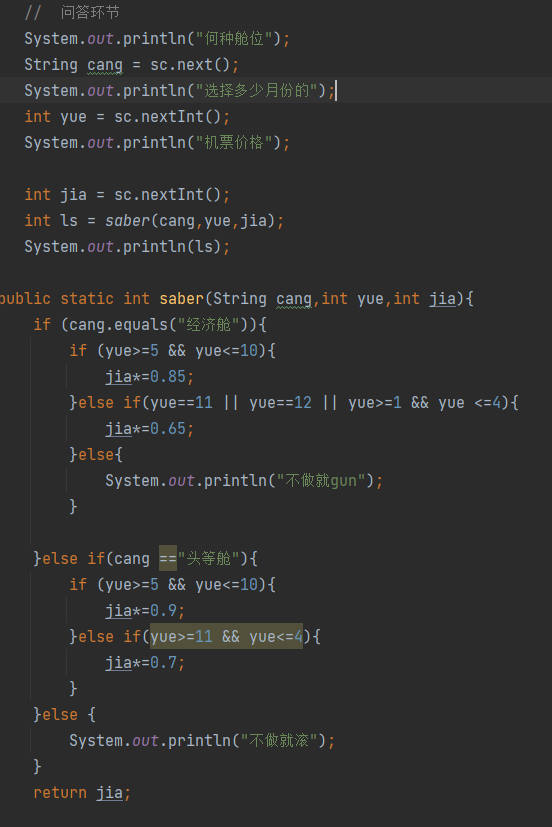 //  问答环节
System.out.println("何种舱位");
String cang = sc.next();
System.out.println("选择多少月份的");
int yue = sc.nextInt();
System.out.println("机票价格");
int jia = sc.nextInt();
int ls = saber(cang,yue,jia);
System.out.println(ls);
public static int saber(String cang,int yue,int jia){
if (cang.equals("经济舱")){
if (yue>=5 && yue<=10){
jia*=0.85;
}else if(yue==11 || yue==12 || yue>=1 && yue <=4){
jia*=0.65;
}else{
System.out.println("不做就gun");
}
}else if(cang =="头等舱"){
if (yue>=5 && yue<=10){
jia*=0.9;
}else if(yue>=11 && yue<=4){
jia*=0.7;
}
}else {
System.out.println("不做就滚");
}
return jia;